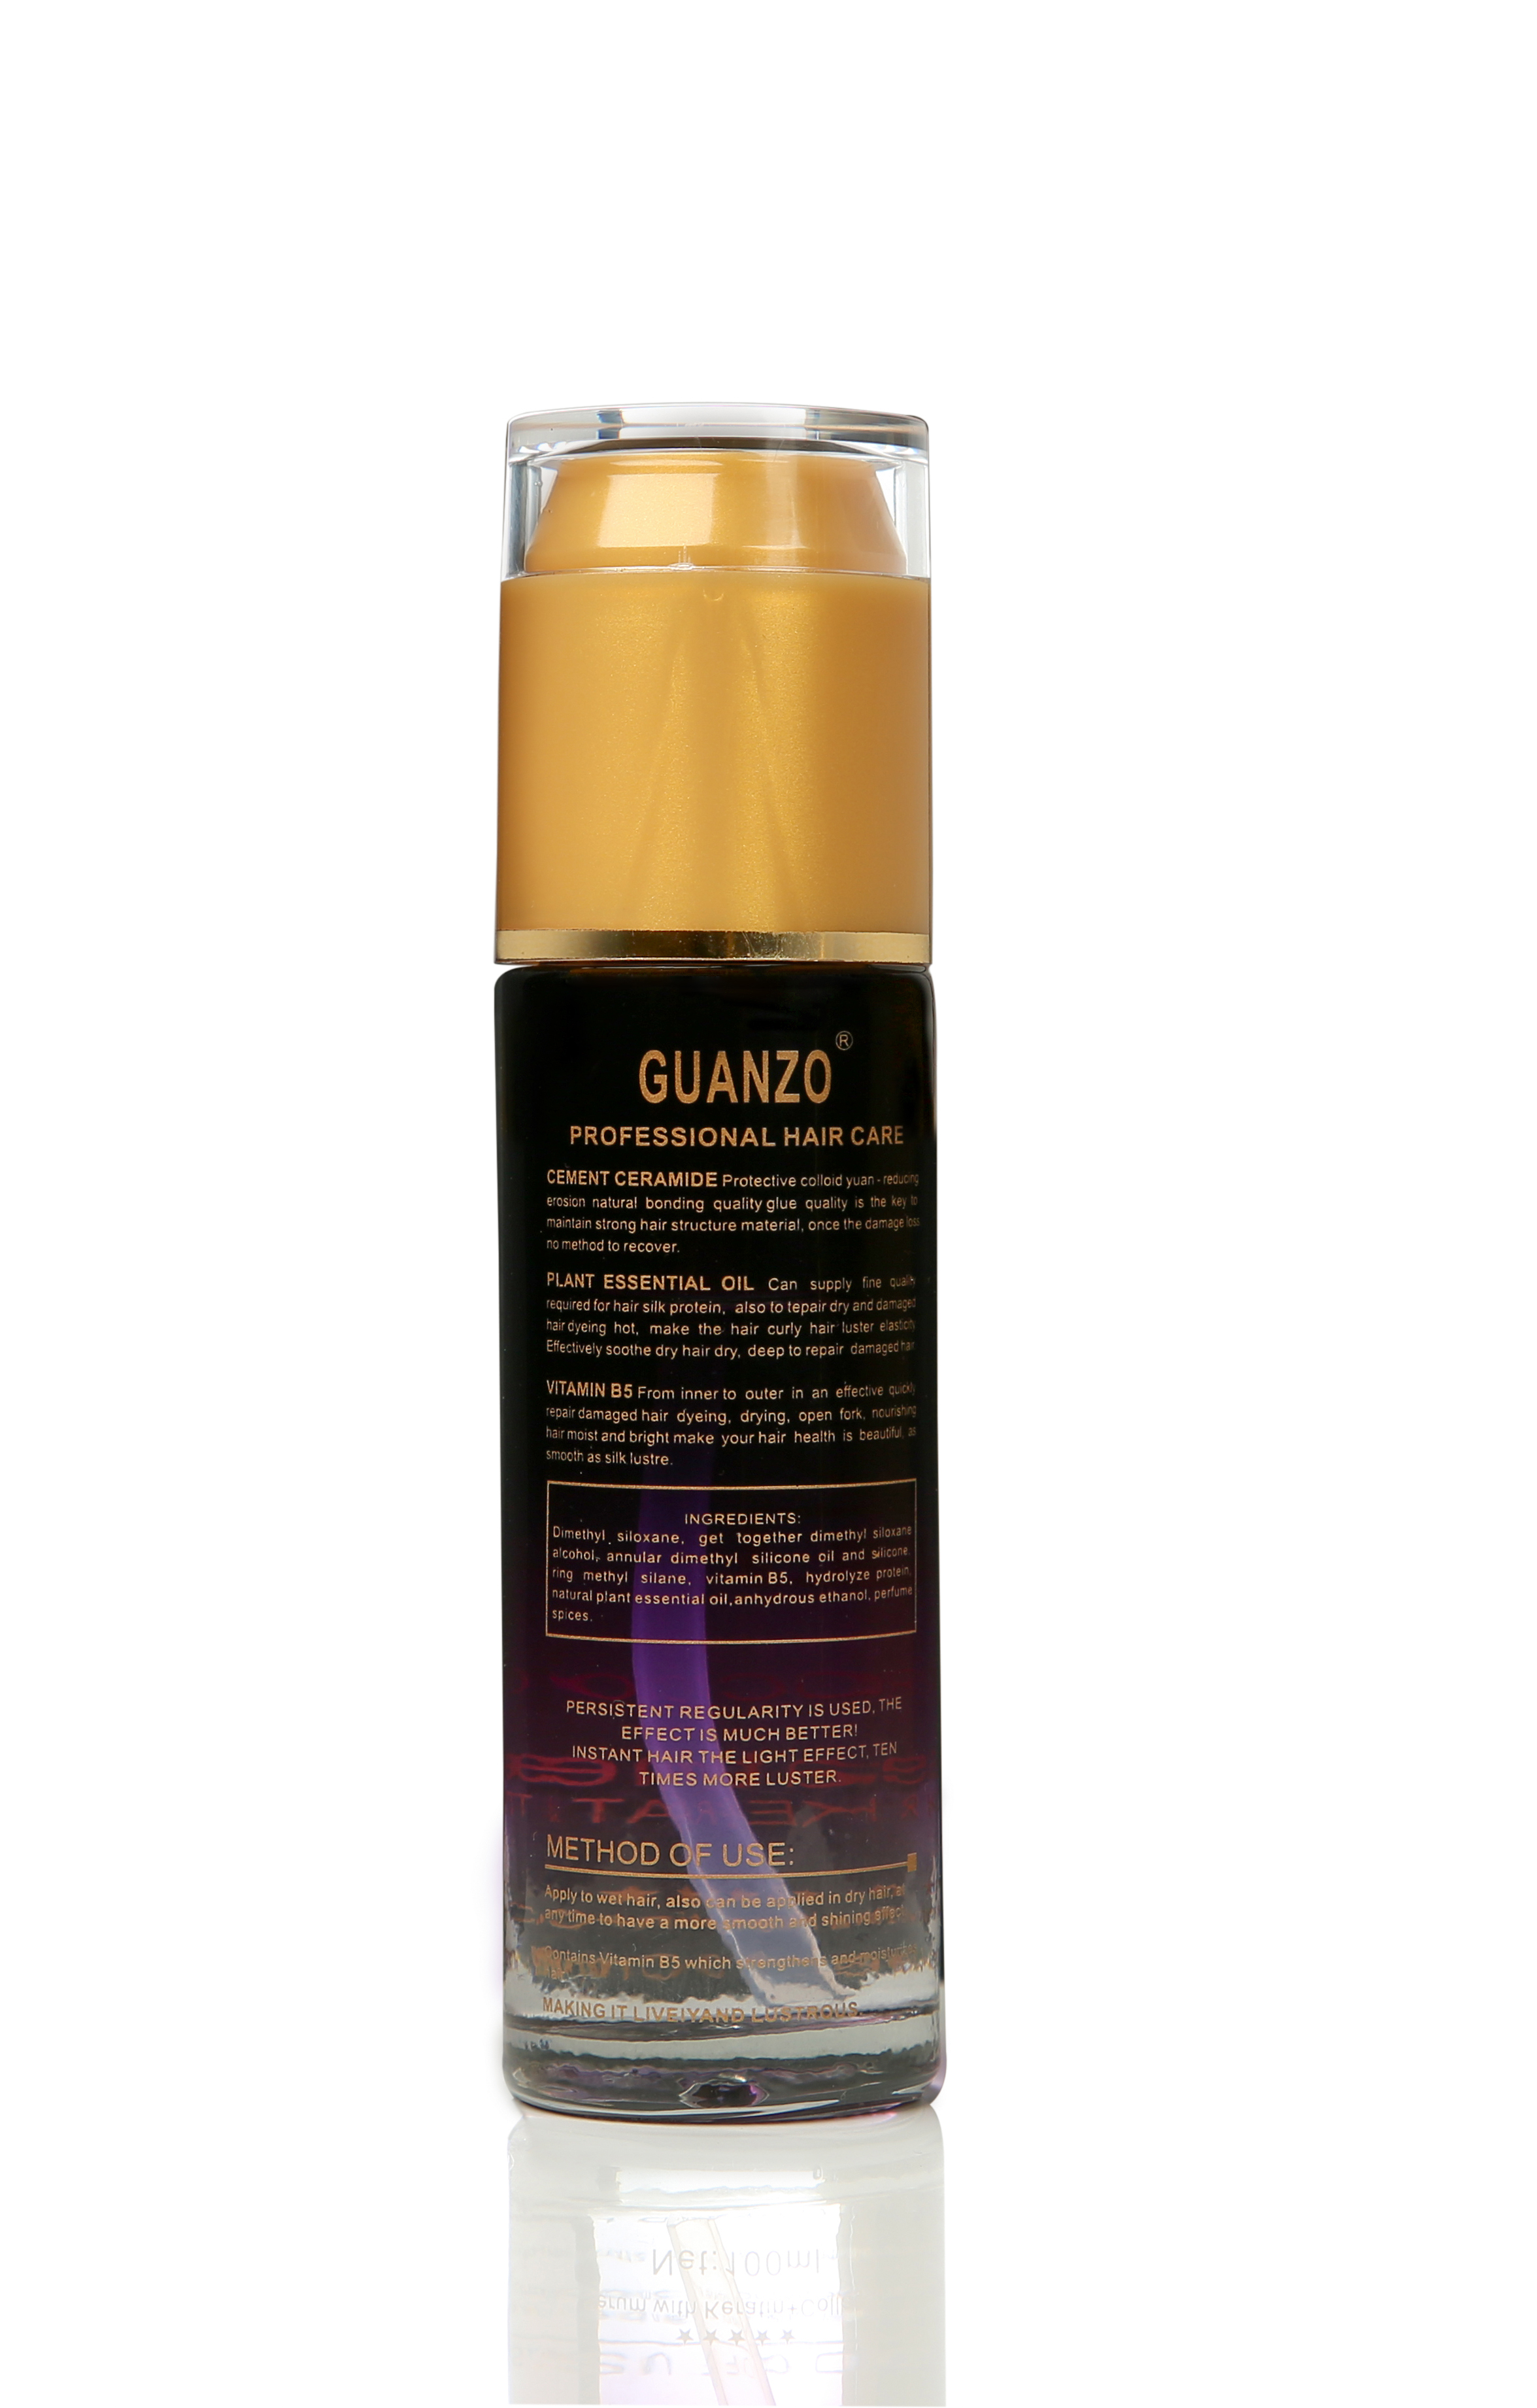 GUANZO®
PROFESSIONAL HAIR CARE
CEMENT CERAMIDE Protective colloid yuan-reducing
erosion natural bonding quality glue quality is the key to
maintain strong hair structure material, once the damage loss
no method to recover.
PLANT ESSENTIAL OIL Can supply fine quality
required for hair silk protein, also to tepair dry and damaged
hair dyeing hot, make the hair curly hair luster elasticity
Effectively soothe dry hair dry, deep to repair damaged hair
VITAMIN B5 From inner to outer in an effective quickly
repair damaged hair dyeing, drying, open fork, nourishing
hair moist and bright make your hair health is beautiful, as
smooth as silk lustre.
INGREDIENTS:
Dimethyl siloxane, get together dimethyl siloxane
alcohol, annular dimethyl silicone oil and silicone,
ring methyl silane, vitamin B5, hydrolyze protein,
natural plant essential oil,anhydrous ethanol, perfume
spices.
PERSISTENT REGULARITY IS USED, THE
EFFECT IS MUCH BETTER!
INSTANT HAIR THE LIGHT EFFECT, TEN
TIMES MORE LUSTER.
METHOD OF USE:
Apply to wet hair, also can be applied in dry hair, at
any time to have a more smooth and shining effect
Contains Vitamin B5 which strengthens and moisturizes
MAKING IT LIVEIYAND LUSTROUS.
Net:100ml
with Keratin+